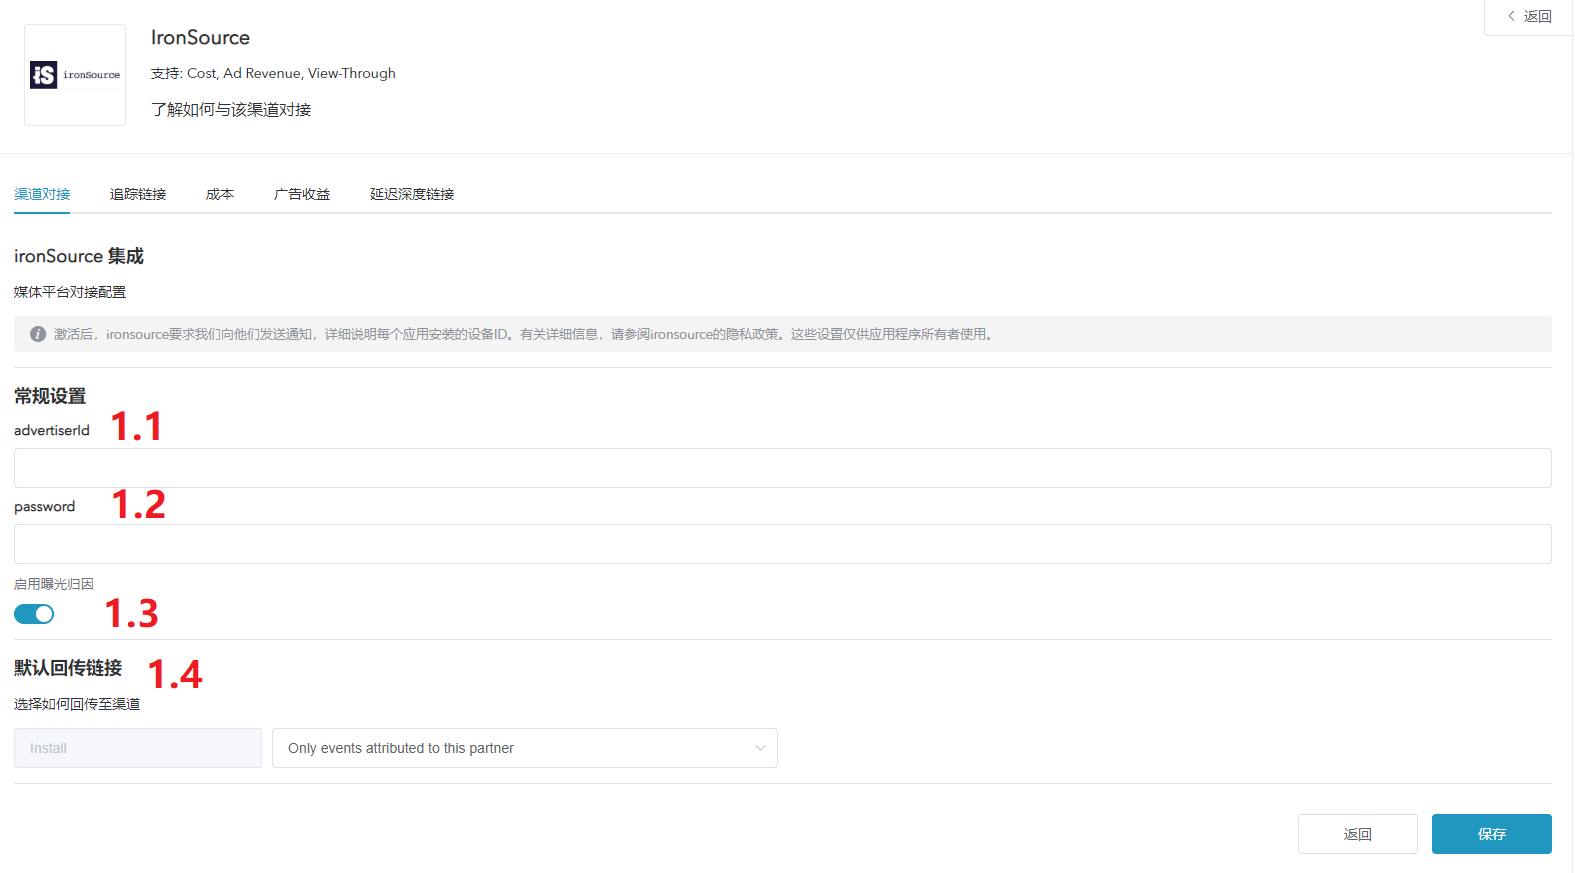 返回
IronSource
支持: Cost, Ad Revenue, View-Through
iS ironSource
了解如何与该渠道对接
渠道对接 追踪链接 成本 广告收益 延迟深度链接
ironSource 集成
媒体平台对接配置
激活后，ironsource要求我们向他们发送通知，详细说明每个应用安装的设备ID。有关详细信息，请参阅ironsource的隐私政策。这些设置仅供应用程序所有者使用。
常规设置
advertiserId 1.1
password 1.2
启用曝光归因
1.3
默认回传链接 1.4
选择如何回传至渠道
Install Only events attributed to this partner
返回 保存